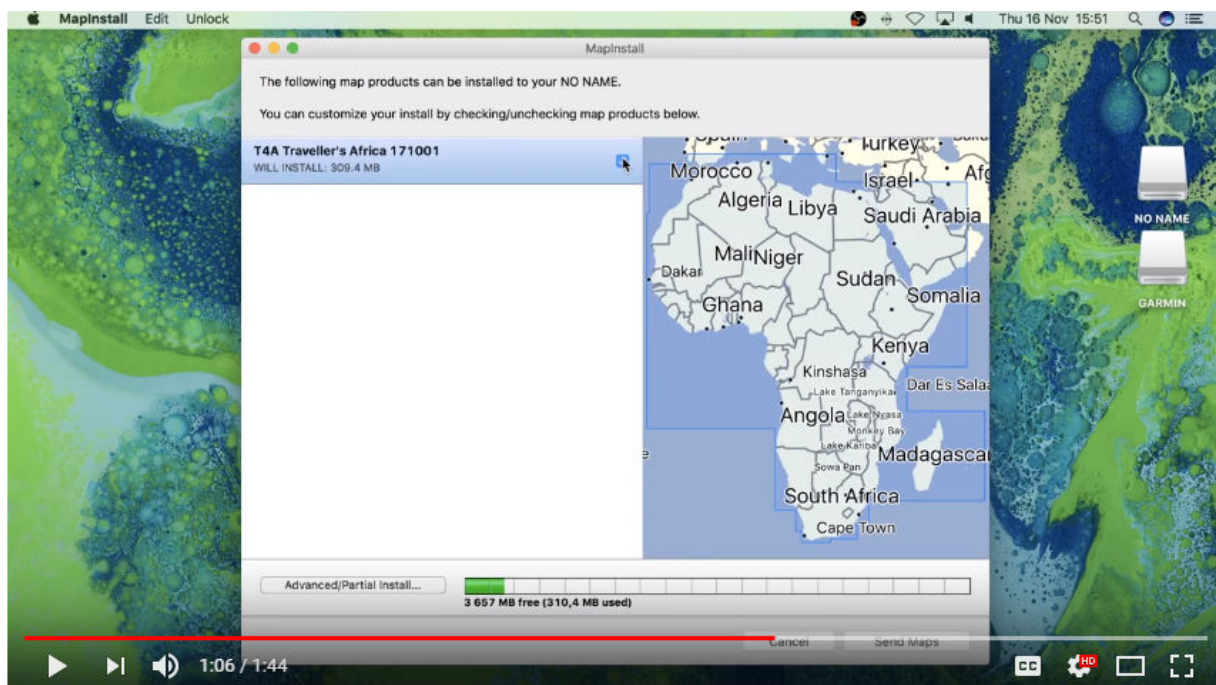 MapInstall Edit Unlock Thu 16 Nov 15:51
MapInstall
The following map products can be installed to your NO NAME.
You can customize your install by checking/unchecking map products below.
T4A Traveller's Africa 171001
WILL INSTALL: 309.4 MB
Turkey
Morocco
Israel
Algeria
Libya
Saudi Arabia
Mali
Niger
Dakar
Sudan
Ghana
Somalia
Kenya
Kinshasa
Lake Tanganyika
Dar Es Salaa
Angola
Lake Nyasa
Monkey Bay
Lake Kariba
Madagascar
Sowa Pan
South Africa
Cape Town
NO NAME
GARMIN
Advanced/Partial Install...
3 657 MB free (310,4 MB used)
Cancel
Send Maps
1:06 / 1:44
CC
HD